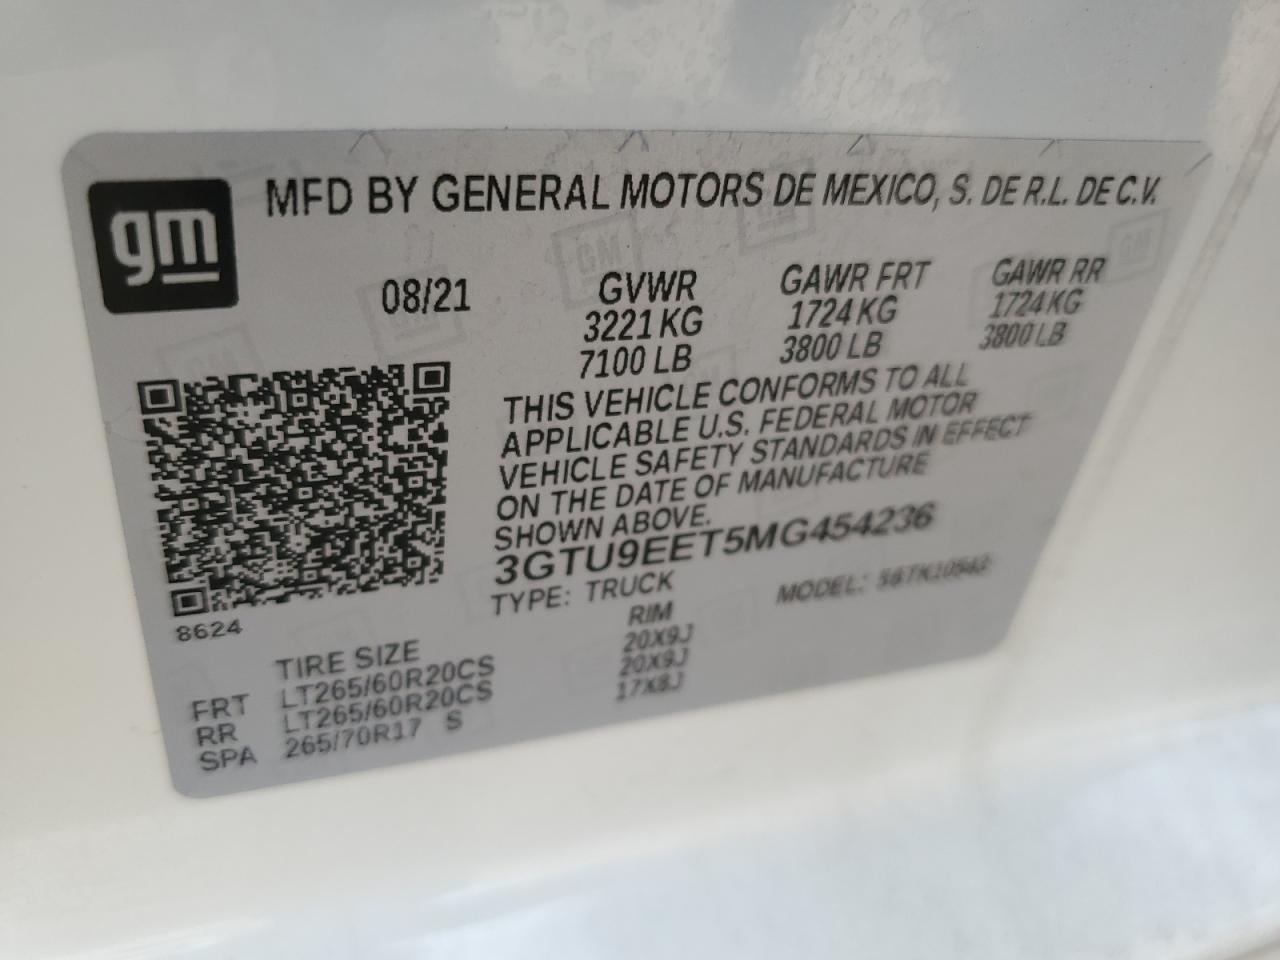 gm
MFD BY GENERAL MOTORS DE MEXICO, S. DE R.L. DE C.V.
08/21 GVWR GAWR FRT GAWR RR
3221 KG 1724 KG 1724 KG
7100 LB 3800 LB 3800 LB
THIS VEHICLE CONFORMS TO ALL
APPLICABLE U.S. FEDERAL MOTOR
VEHICLE SAFETY STANDARDS IN EFFECT
ON THE DATE OF MANUFACTURE
SHOWN ABOVE.
3GTU9EET5MG454236
TYPE: TRUCK MODEL:
8624
TIRE SIZE RIM
FRT LT265/60R20CS 20X9J
RR LT265/60R20CS 20X9J
SPA 265/70R17 S 17X8J